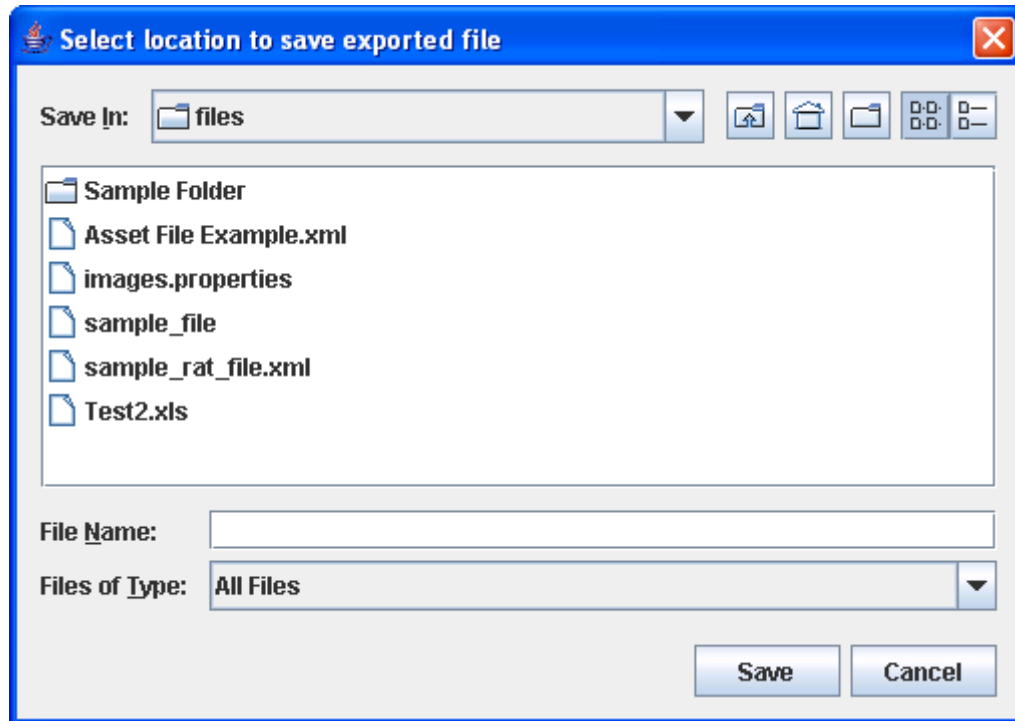 Select location to save exported file
Save In: files
Sample Folder
Asset File Example.xml
images.properties
sample_file
sample_rat_file.xml
Test2.xls
File Name:
Files of Type: All Files
Save Cancel